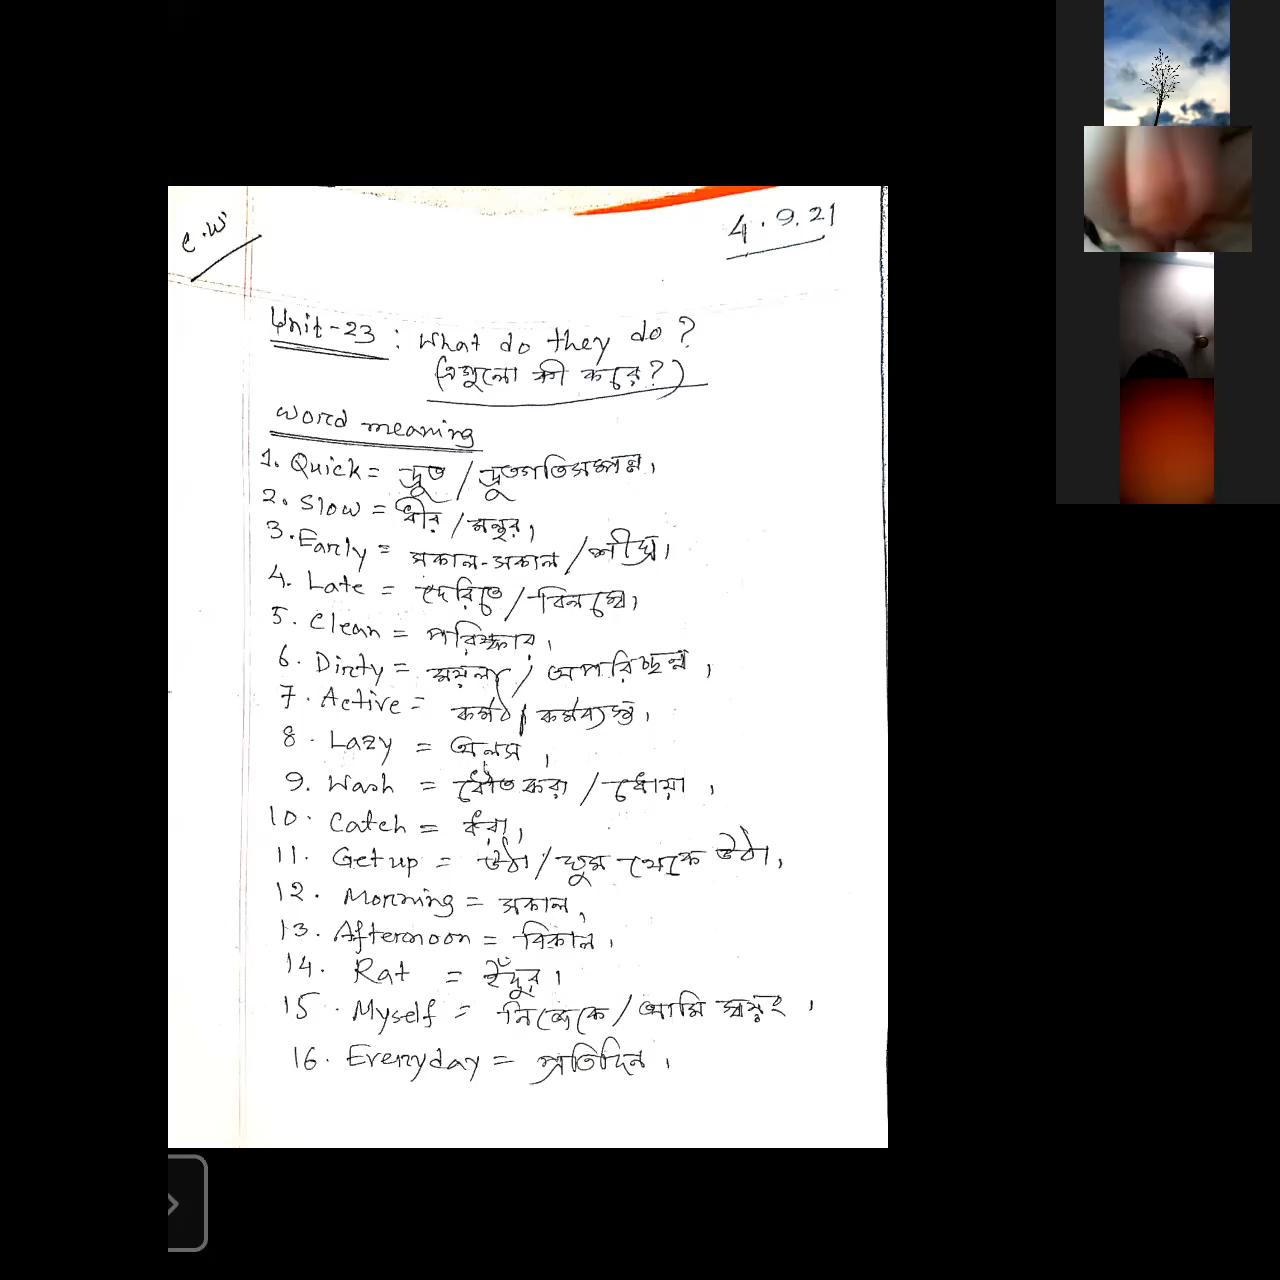 C.W
4.9.21
Unit-23 : What do they do?
(এগুলো কী করে?)
Word meaning
1. Quick = দ্রুত / দ্রুতগতিসম্পন্ন।
2. Slow = ধীর / মন্থর।
3. Early = সকাল-সকাল / শীঘ্র।
4. Late = দেরিতে / বিলম্বে।
5. Clean = পরিষ্কার।
6. Dirty = ময়লা / অপরিচ্ছন্ন।
7. Active = কর্মঠ / কর্মব্যস্ত।
8. Lazy = অলস।
9. Wash = ধৌত করা / ধোয়া।
10. Catch = ধরা।
11. Get up = উঠা / ঘুম থেকে উঠা।
12. Morning = সকাল।
13. Afternoon = বিকাল।
14. Rat = ইঁদুর।
15. Myself = নিজেকে / আমি স্বয়ং।
16. Everyday = প্রতিদিন।